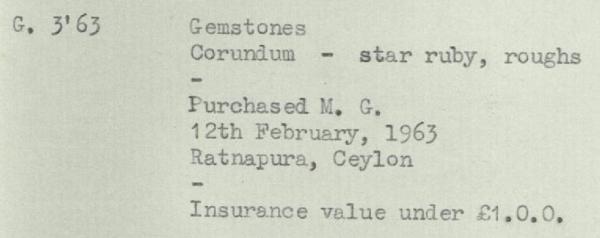 G. 3'63 Gemstones
Corundum - star ruby, roughs
-
Purchased M. G.
12th February, 1963
Ratnapura, Ceylon
-
Insurance value under £1.0.0.